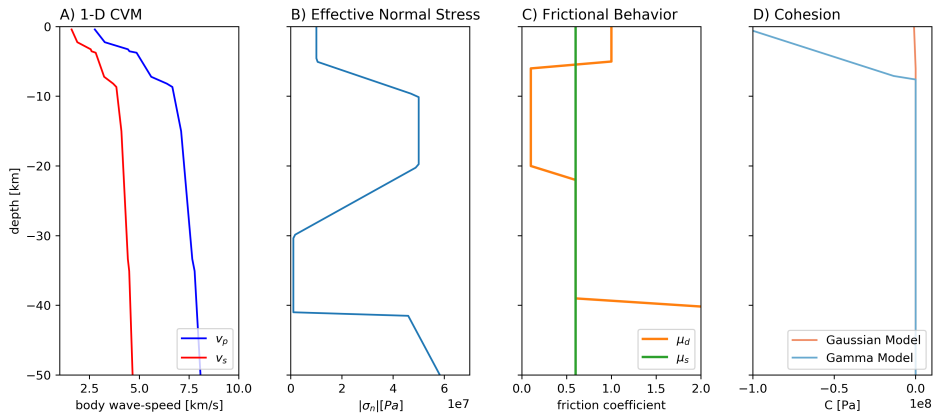 A) 1-D CVM
B) Effective Normal Stress
C) Frictional Behavior
D) Cohesion
0
−10
−20
−30
−40
−50
depth [km]
2.5 5.0 7.5 10.0
body wave-speed [km/s]
v_p
v_s
0 2 4 6
1e7
|σ_n|[Pa]
0.0 0.5 1.0 1.5 2.0
friction coefficient
μ_d
μ_s
−1.0 −0.5 0.0
1e8
C [Pa]
Gaussian Model
Gamma Model